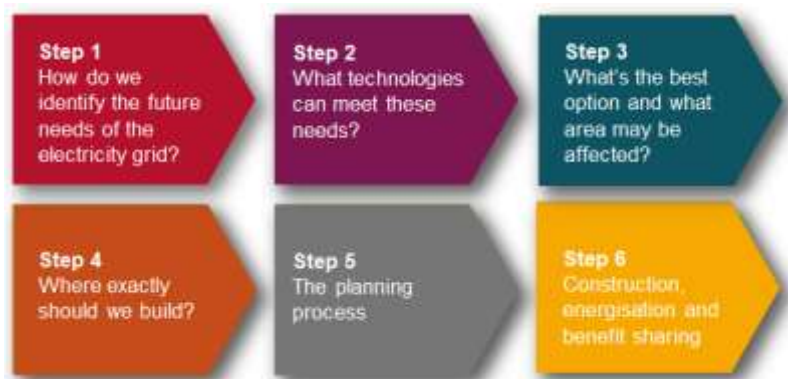 Step 1
How do we
identify the future
needs of the
electricity grid?
Step 2
What technologies
can meet these
needs?
Step 3
What's the best
option and what
area may be
affected?
Step 4
Where exactly
should we build?
Step 5
The planning
process
Step 6
Construction,
energisation and
benefit sharing